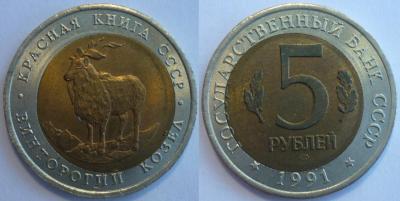 КРАСНАЯ КНИГА СССР
ВИНТОРОГИЙ КОЗЁЛ
ГОСУДАРСТВЕННЫЙ БАНК СССР
5
РУБЛЕЙ
1991